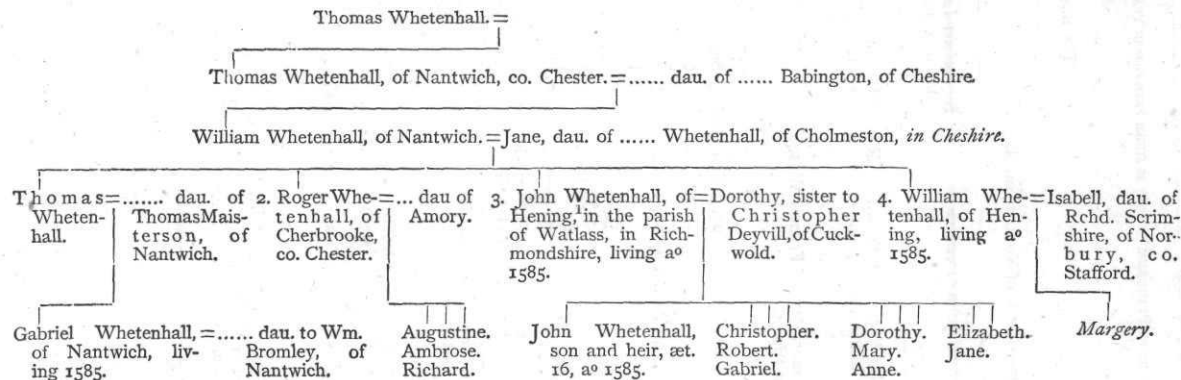 Thomas Whetenhall. =
Thomas Whetenhall, of Nantwich, co. Chester. = ...... dau. of ...... Babington, of Cheshire.
William Whetenhall, of Nantwich. = Jane, dau. of ...... Whetenhall, of Cholmeston, in Cheshire.
Thomas
Wheten-
hall.
= ....... dau. of
Thomas Mais-
terson, of
Nantwich.
2. Roger Whe-
tenhall, of
Cherbrooke,
co. Chester.
= ... dau of
Amory.
3. John Whetenhall, of
Hening,¹ in the parish
of Watlass, in Rich-
mondshire, living aº
1585.
= Dorothy, sister to
Christopher
Deyvill, of Cuck-
wold.
4. William Whe-
tenhall, of Hen-
ing, living aº
1585.
= Isabell, dau. of
Rchd. Scrim-
shire, of Nor-
bury, co.
Stafford.
Gabriel Whetenhall,
of Nantwich, liv-
ing 1585.
= ...... dau. to Wm.
Bromley, of
Nantwich.
Augustine.
Ambrose.
Richard.
John Whetenhall,
son and heir, æt.
16, aº 1585.
Christopher.
Robert.
Gabriel.
Dorothy.
Mary.
Anne.
Elizabeth.
Jane.
Margery.